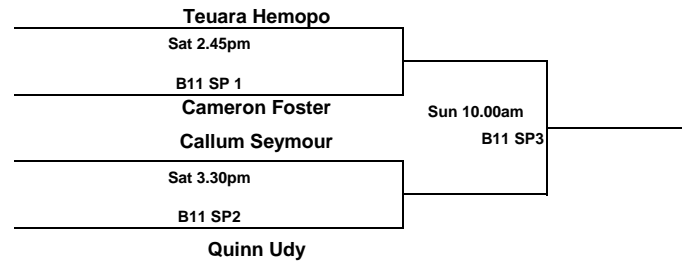 Teuara Hemopo
Sat 2.45pm
B11 SP 1
Cameron Foster
Sun 10.00am
B11 SP3
Callum Seymour
Sat 3.30pm
B11 SP2
Quinn Udy